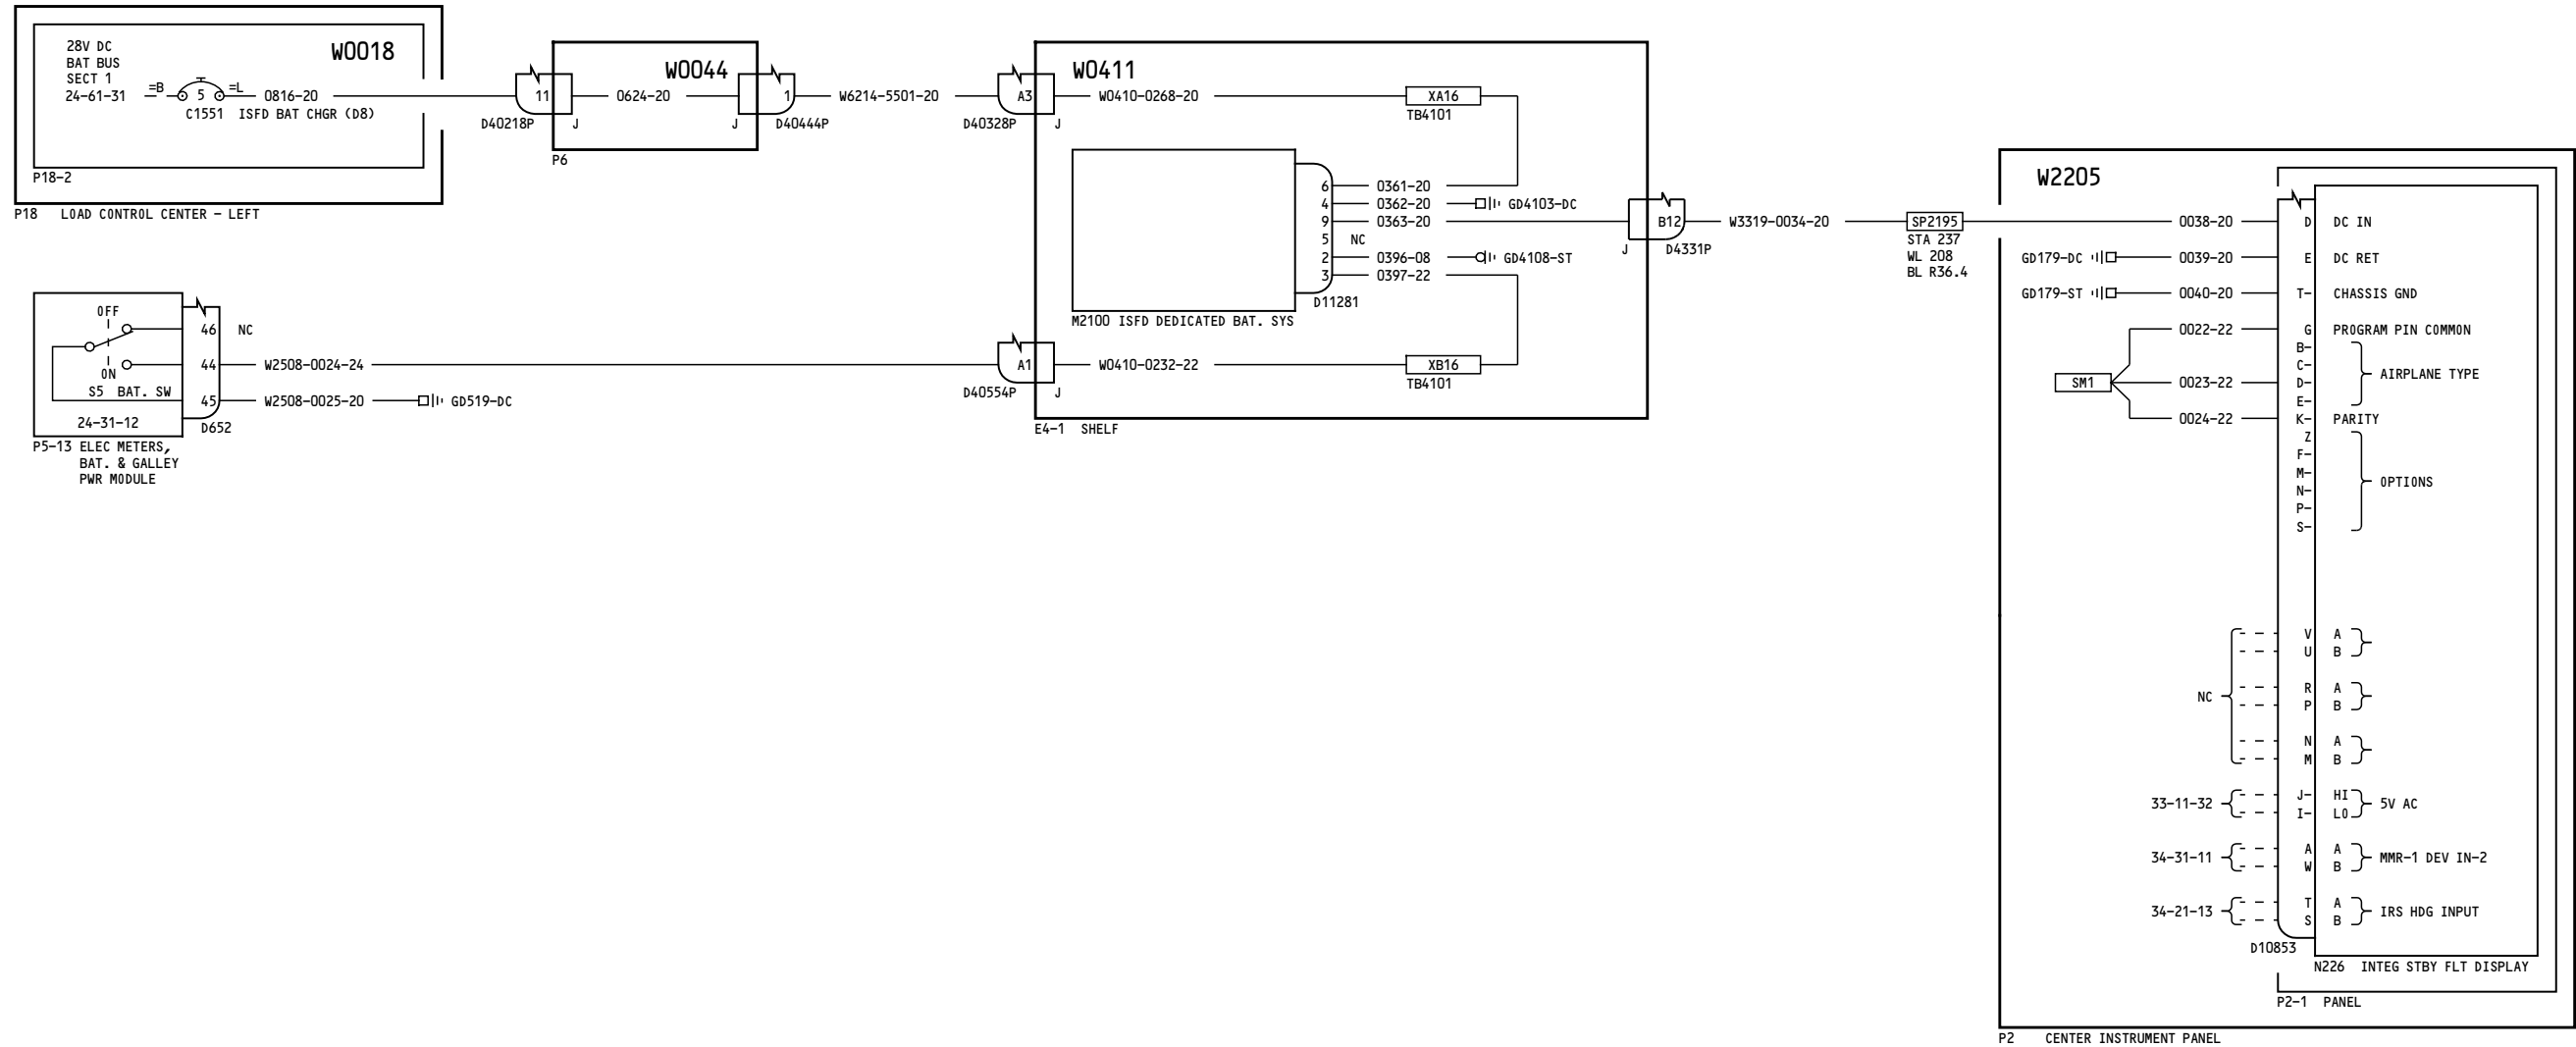 28V DC
BAT BUS
SECT 1
24-61-31
=B
5
=L
0816-20
C1551 ISFD BAT CHGR (D8)
W0018
P18-2
P18 LOAD CONTROL CENTER - LEFT
11
D40218P
J
0624-20
W0044
J
1
D40444P
P6
W6214-5501-20
A3
D40328P
J
W0411
W0410-0268-20
XA16
TB4101
6
0361-20
4
0362-20
GD4103-DC
9
0363-20
5
NC
2
0396-08
GD4108-ST
3
0397-22
D11281
M2100 ISFD DEDICATED BAT. SYS
B12
J
D4331P
W3319-0034-20
SP2195
STA 237
WL 208
BL R36.4
OFF
ON
S5 BAT. SW
24-31-12
46
NC
44
W2508-0024-24
45
W2508-0025-20
GD519-DC
D652
P5-13 ELEC METERS,
BAT. & GALLEY
PWR MODULE
A1
D40554P
J
W0410-0232-22
XB16
TB4101
E4-1 SHELF
W2205
0038-20
D
DC IN
GD179-DC
0039-20
E
DC RET
GD179-ST
0040-20
T-
CHASSIS GND
0022-22
G
PROGRAM PIN COMMON
B-
C-
SM1
0023-22
D-
AIRPLANE TYPE
E-
0024-22
K-
PARITY
Z
F-
M-
N-
P-
S-
OPTIONS
NC
V A
U B
R A
P B
N A
M B
33-11-32
J- HI
I- LO
5V AC
34-31-11
A A
W B
MMR-1 DEV IN-2
34-21-13
T A
S B
IRS HDG INPUT
D10853
N226 INTEG STBY FLT DISPLAY
P2-1 PANEL
P2 CENTER INSTRUMENT PANEL